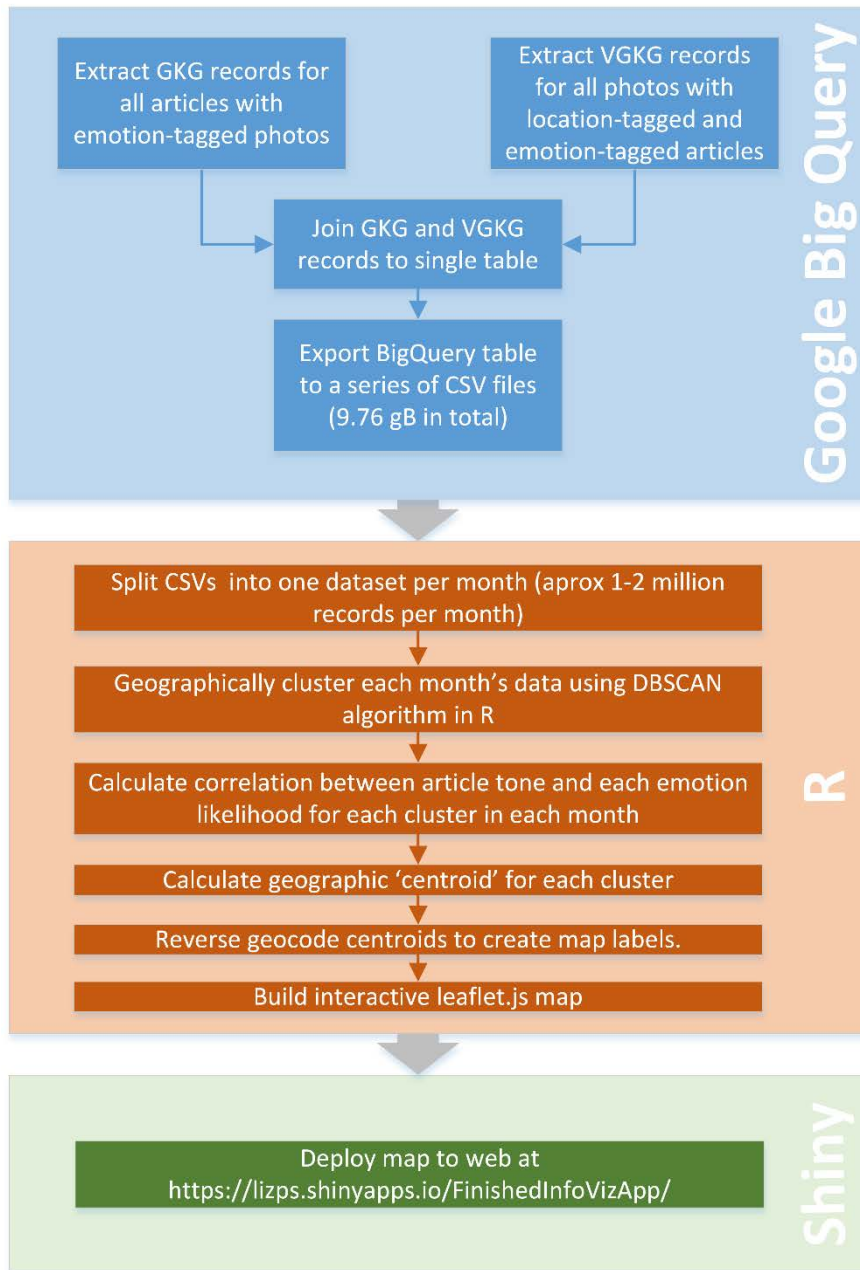 Extract GKG records for
all articles with
emotion-tagged photos
Extract VGKG records
for all photos with
location-tagged and
emotion-tagged articles
Join GKG and VGKG
records to single table
Export BigQuery table
to a series of CSV files
(9.76 gB in total)
Google Big Query
Split CSVs  into one dataset per month (aprox 1-2 million
records per month)
Geographically cluster each month’s data using DBSCAN
algorithm in R
Calculate correlation between article tone and each emotion
likelihood for each cluster in each month
Calculate geographic ‘centroid’ for each cluster
Reverse geocode centroids to create map labels.
Build interactive leaflet.js map
R
Deploy map to web at
https://lizps.shinyapps.io/FinishedInfoVizApp/
Shiny